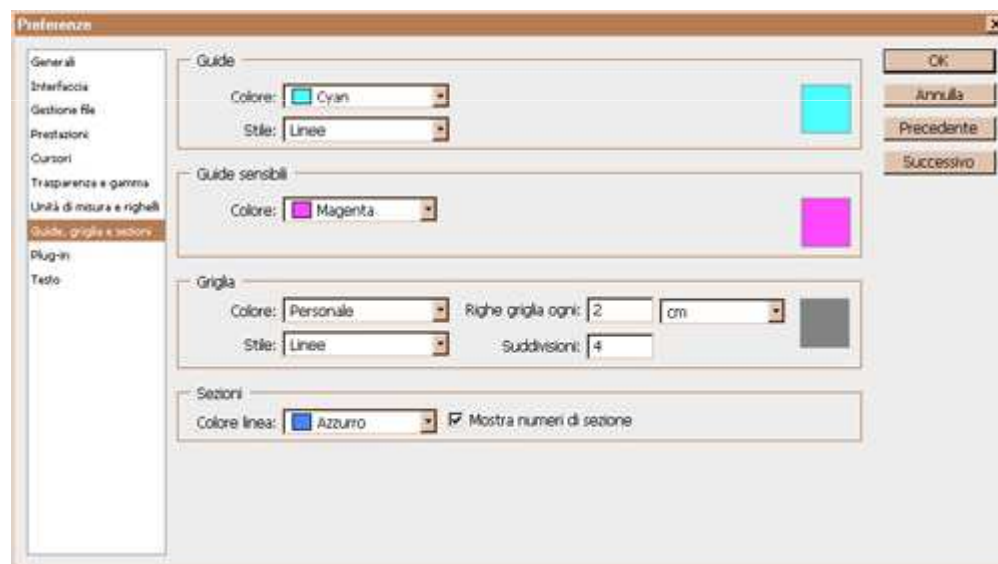 Preferenze
Generali
Interfaccia
Gestione file
Prestazioni
Cursori
Trasparenza e gamma
Unità di misura e righelli
Guide, griglia e sezioni
Plug-in
Testo
Guide
Colore: Cyan
Stile: Linee
Guide sensibili
Colore: Magenta
Griglia
Colore: Personale Righe griglia ogni: 2 cm
Stile: Linee Suddivisioni: 4
Sezioni
Colore linea: Azzurro Mostra numeri di sezione
OK
Annulla
Precedente
Successivo